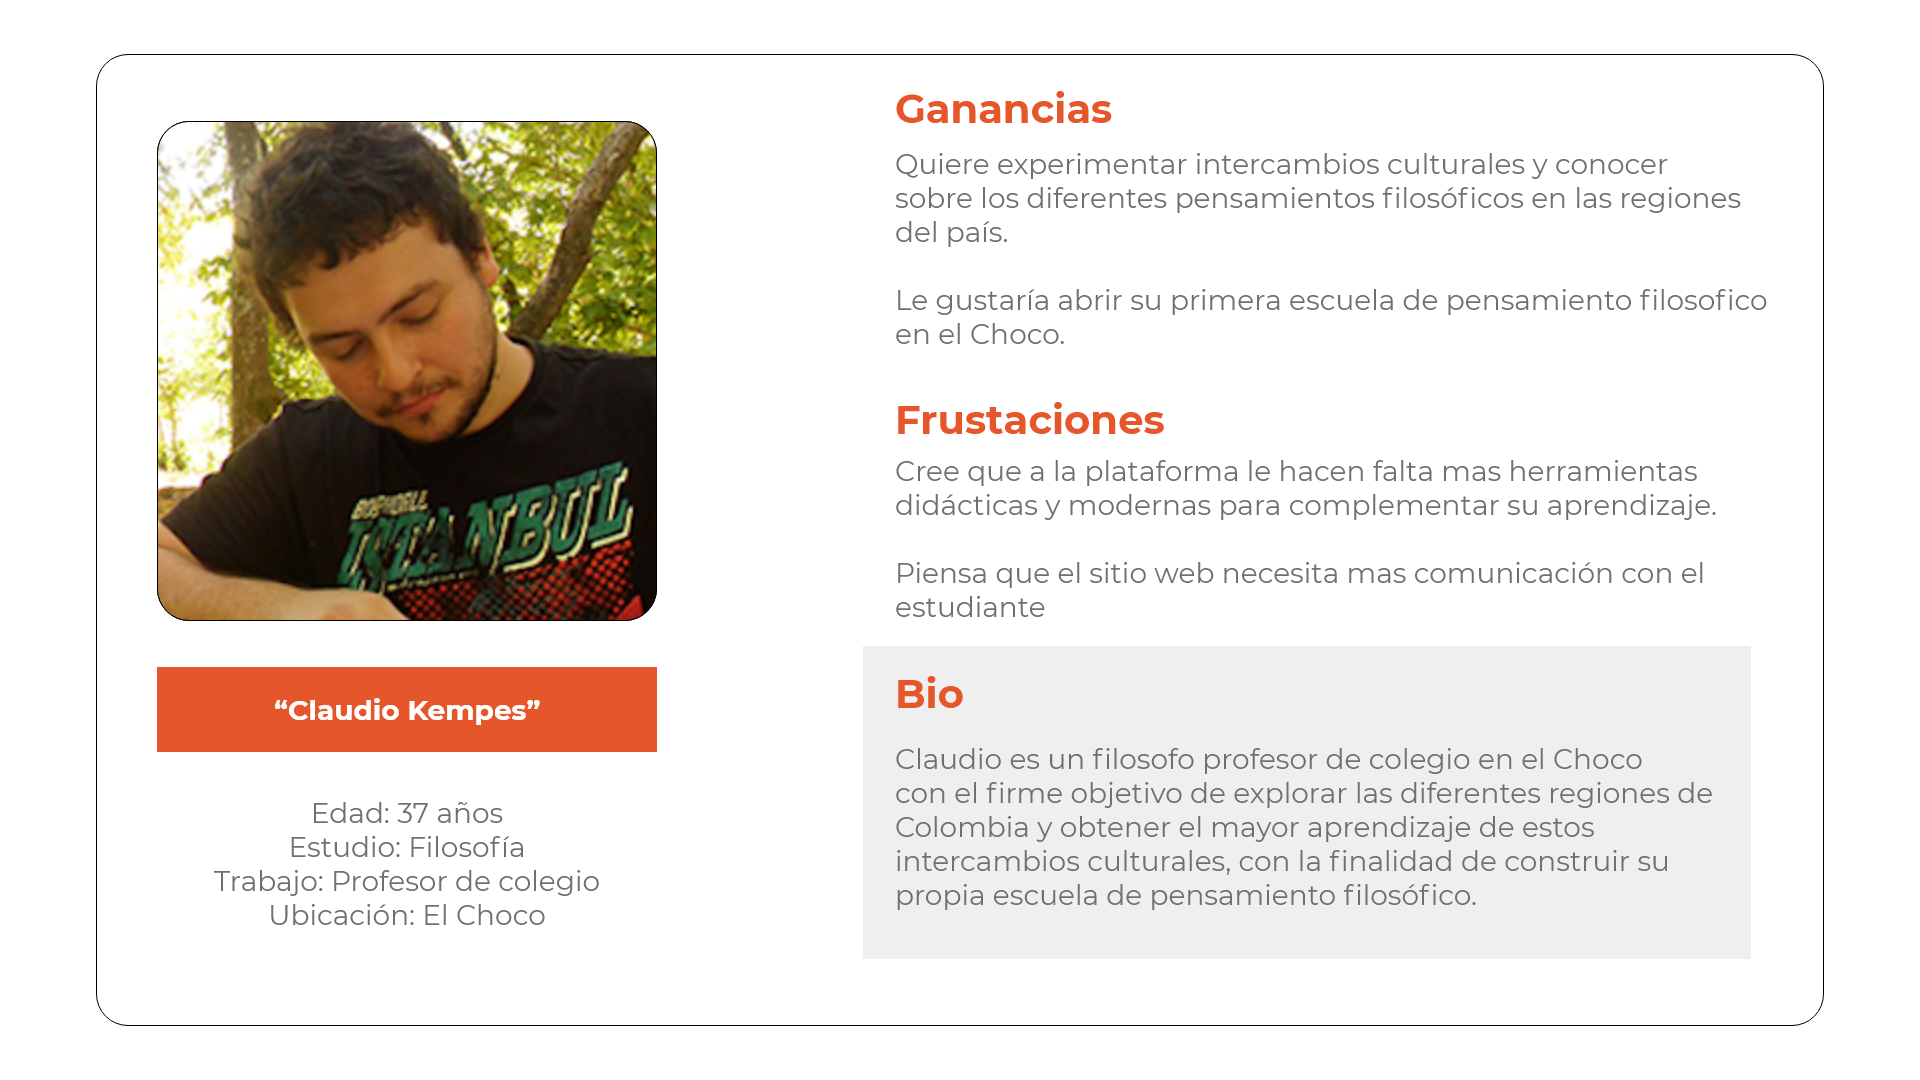 ISTANBUL
“Claudio Kempes”
Edad: 37 años
Estudio: Filosofía
Trabajo: Profesor de colegio
Ubicación: El Choco
Ganancias
Quiere experimentar intercambios culturales y conocer
sobre los diferentes pensamientos filosóficos en las regiones
del país.
Le gustaría abrir su primera escuela de pensamiento filosofico
en el Choco.
Frustaciones
Cree que a la plataforma le hacen falta mas herramientas
didácticas y modernas para complementar su aprendizaje.
Piensa que el sitio web necesita mas comunicación con el
estudiante
Bio
Claudio es un filosofo profesor de colegio en el Choco
con el firme objetivo de explorar las diferentes regiones de
Colombia y obtener el mayor aprendizaje de estos
intercambios culturales, con la finalidad de construir su
propia escuela de pensamiento filosófico.